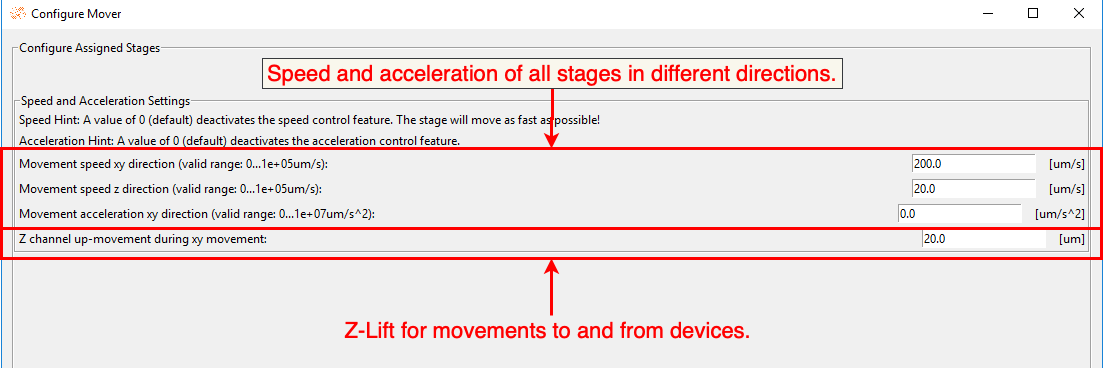 Configure Mover
Configure Assigned Stages
Speed and acceleration of all stages in different directions.
Speed and Acceleration Settings
Speed Hint: A value of 0 (default) deactivates the speed control feature. The stage will move as fast as possible!
Acceleration Hint: A value of 0 (default) deactivates the acceleration control feature.
Movement speed xy direction (valid range: 0...1e+05um/s): 200.0 [um/s]
Movement speed z direction (valid range: 0...1e+05um/s): 20.0 [um/s]
Movement acceleration xy direction (valid range: 0...1e+07um/s^2): 0.0 [um/s^2]
Z channel up-movement during xy movement: 20.0 [um]
Z-Lift for movements to and from devices.